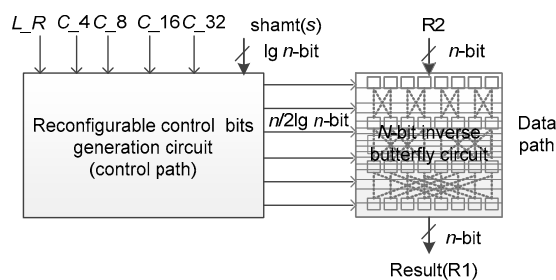 L_R C_4 C_8 C_16 C_32 shamt(s) R2
lg n-bit n-bit
Reconfigurable control bits
generation circuit
(control path)
n/2lg n-bit
N-bit inverse
butterfly circuit
Data
path
n-bit
Result(R1)